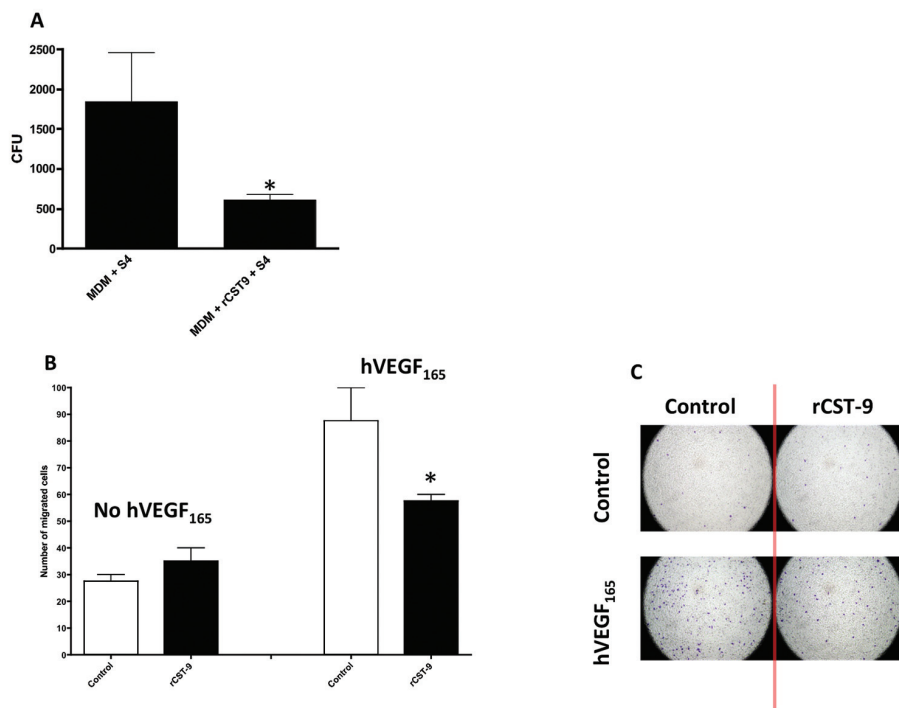 A
2500
2000
1500
1000
500
0
CFU
*
MDM + S4
MDM + rCST9 + S4
B
hVEGF165
No hVEGF165
100
90
80
70
60
50
40
30
20
10
0
Number of migrated cells
*
Control
rCST-9
Control
rCST-9
C
Control
rCST-9
Control
hVEGF165